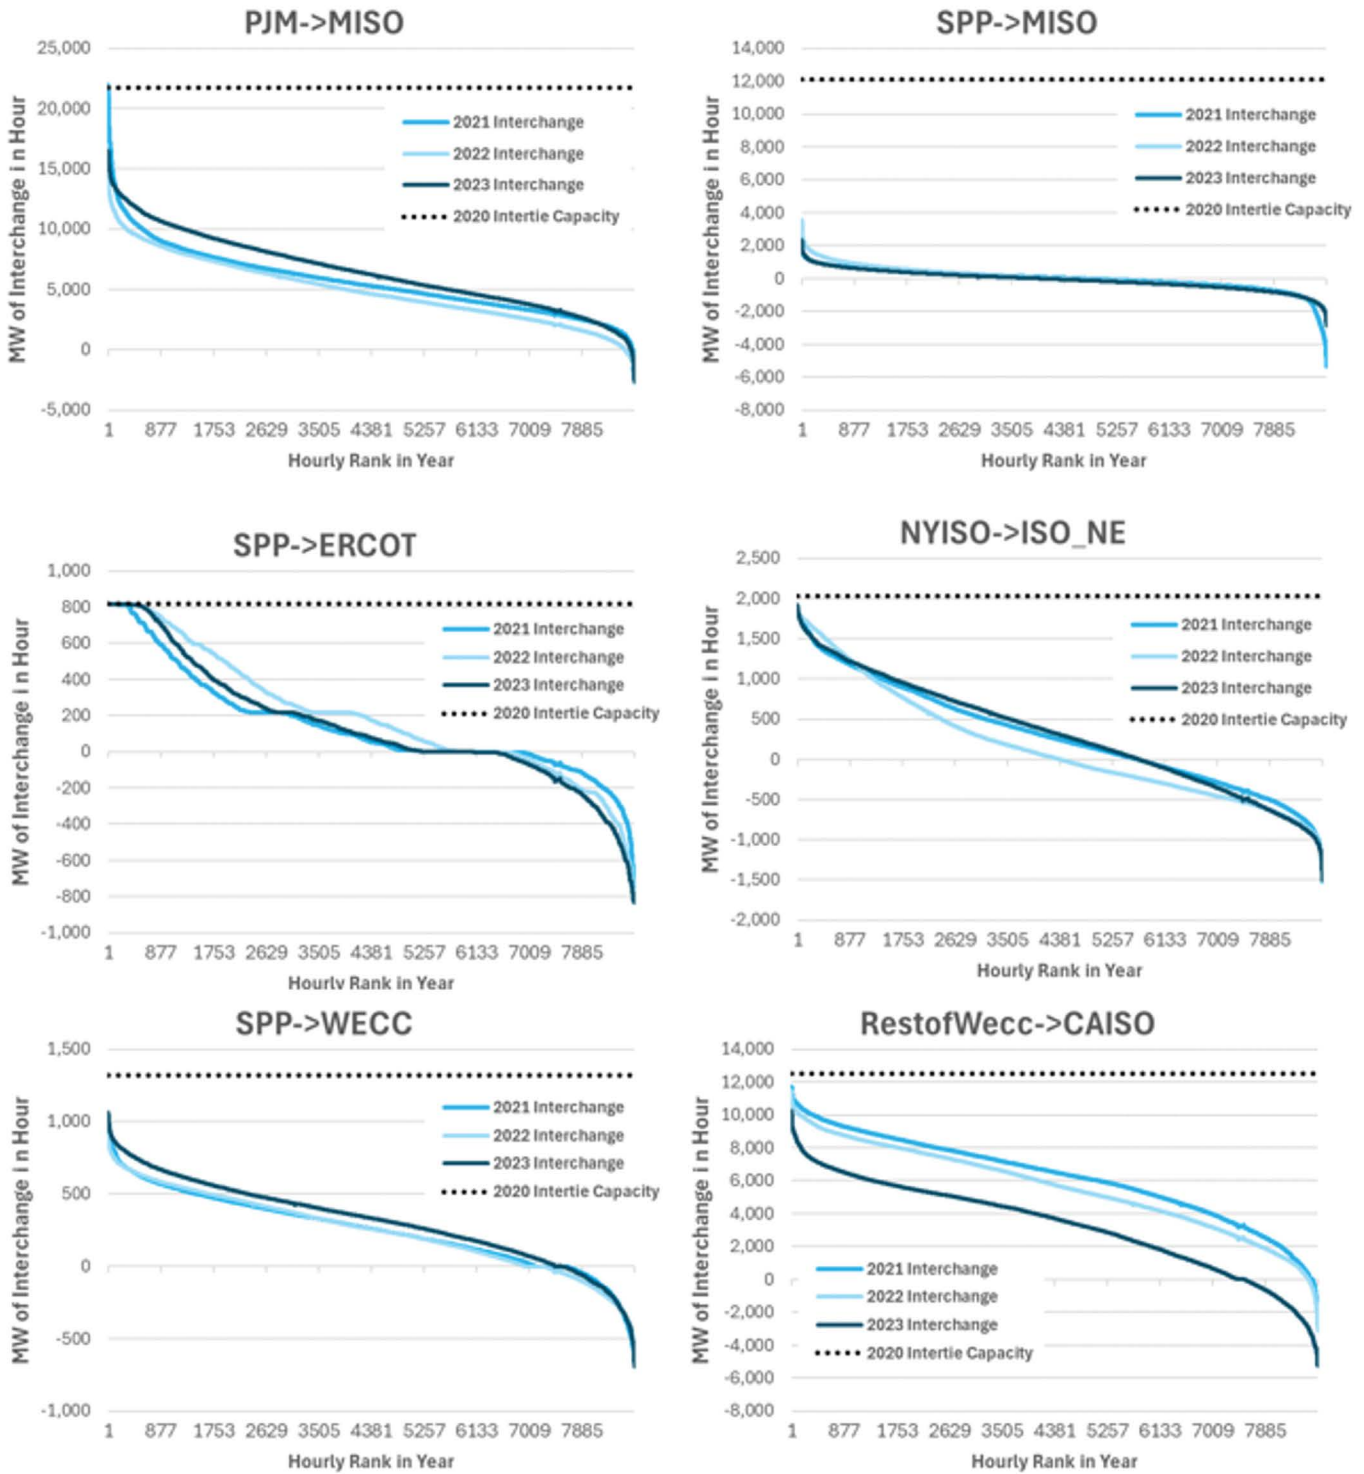 PJM->MISO
25,000
20,000
15,000
10,000
5,000
0
-5,000
MW of Interchange i n Hour
2021 Interchange
2022 Interchange
2023 Interchange
2020 Intertie Capacity
1 877 1753 2629 3505 4381 5257 6133 7009 7885
Hourly Rank in Year
SPP->MISO
14,000
12,000
10,000
8,000
6,000
4,000
2,000
0
-2,000
-4,000
-6,000
-8,000
MW of Interchange i n Hour
2021 Interchange
2022 Interchange
2023 Interchange
2020 Intertie Capacity
1 877 1753 2629 3505 4381 5257 6133 7009 7885
Hourly Rank in Year
SPP->ERCOT
1,000
800
600
400
200
0
-200
-400
-600
-800
-1,000
MW of Interchange i n Hour
2021 Interchange
2022 Interchange
2023 Interchange
2020 Intertie Capacity
1 877 1753 2629 3505 4381 5257 6133 7009 7885
Hourly Rank in Year
NYISO->ISO_NE
2,500
2,000
1,500
1,000
500
0
-500
-1,000
-1,500
-2,000
MW of Interchange i n Hour
2021 Interchange
2022 Interchange
2023 Interchange
2020 Intertie Capacity
1 877 1753 2629 3505 4381 5257 6133 7009 7885
Hourly Rank in Year
SPP->WECC
1,500
1,000
500
0
-500
-1,000
MW of Interchange i n Hour
2021 Interchange
2022 Interchange
2023 Interchange
2020 Intertie Capacity
1 877 1753 2629 3505 4381 5257 6133 7009 7885
Hourly Rank in Year
RestofWecc->CAISO
14,000
12,000
10,000
8,000
6,000
4,000
2,000
0
-2,000
-4,000
-6,000
-8,000
MW of Interchange i n Hour
2021 Interchange
2022 Interchange
2023 Interchange
2020 Intertie Capacity
1 877 1753 2629 3505 4381 5257 6133 7009 7885
Hourly Rank in Year